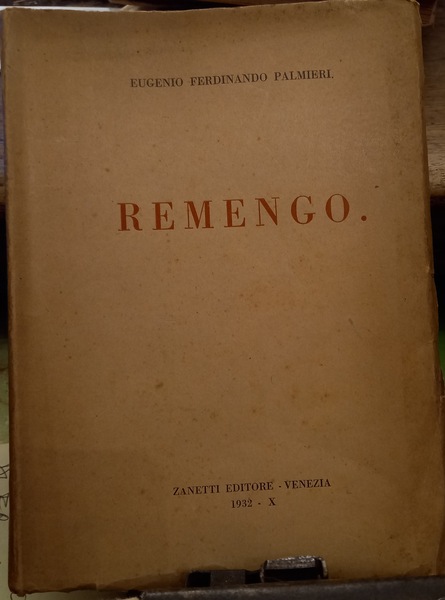 EUGENIO FERDINANDO PALMIERI.
REMENGO.
ZANETTI EDITORE - VENEZIA
1932 - X